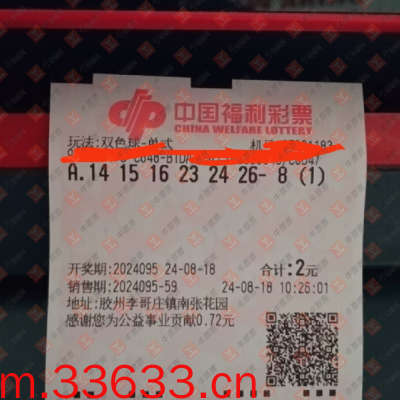 中国福利彩票
CHINA WELFARE LOTTERY
玩法:双色球-单式
A.14 15 16 23 24 26- 8 (1)
开奖期:2024095 24-08-18 合计:2元
销售期:2024095-59 24-08-18 10:26:01
地址:胶州李哥庄镇南张花园
感谢您为公益事业贡献0.72元
m.33633.cn